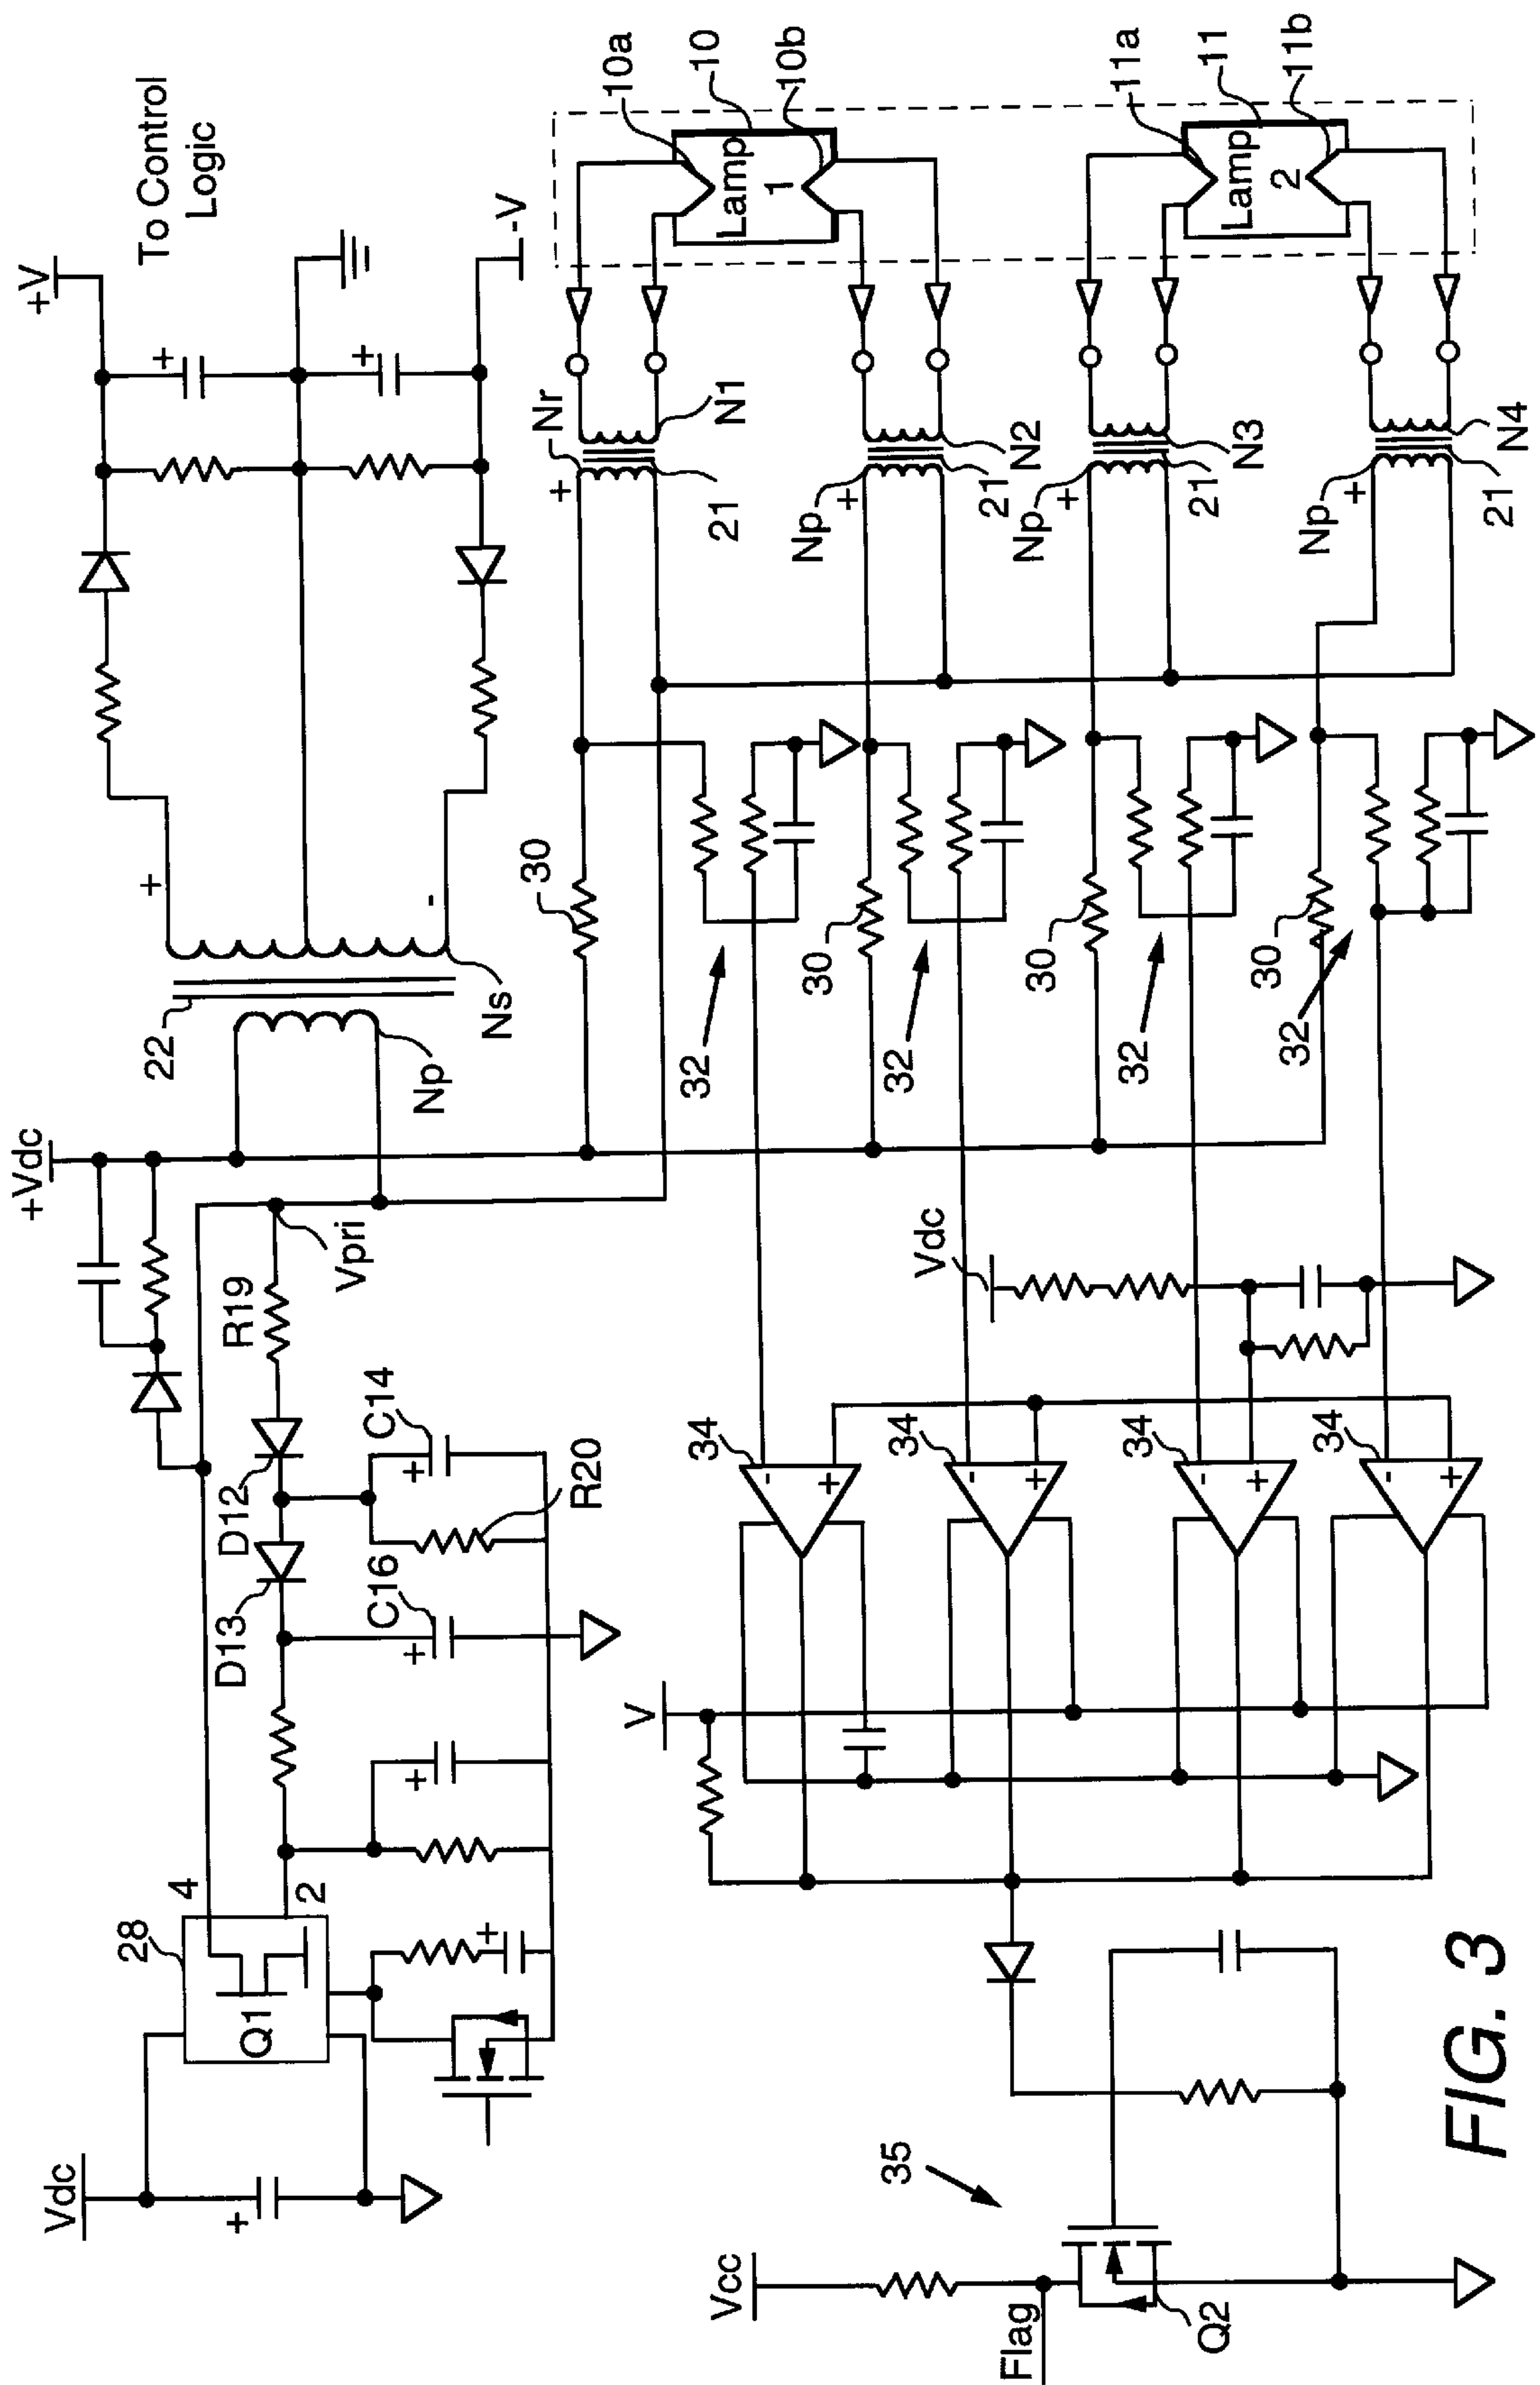 +V
To Control
Logic
-V
+
+
+
-
22
Ns
Np
+Vdc
Vpri
R19
D12
C14
+
R20
D13
C16
+
+
4
2
28
Q1
+
Vdc
+
10a
10
10b
Lamp
1
11a
11
11b
Lamp
2
Nr
+
N1
21
Np
+
N2
21
Np
+
N3
21
Np
+
N4
21
30
30
30
30
32
32
32
32
Vdc
34
-
+
34
-
+
34
-
+
34
-
+
V
35
Vcc
Flag
Q2
FIG. 3